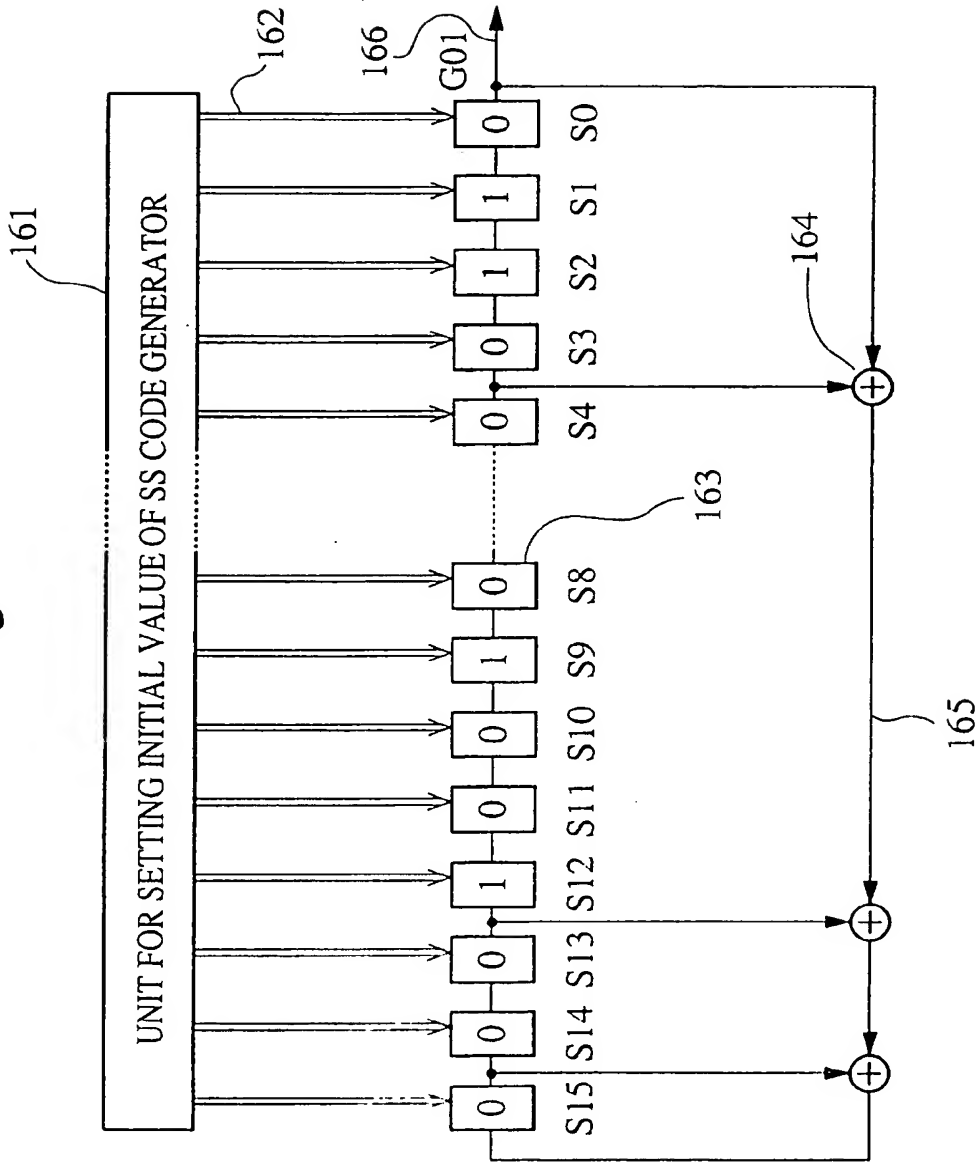 161
UNIT FOR SETTING INITIAL VALUE OF SS CODE GENERATOR
162
166
G01
0 0 0 1 0 0 1 0 0 0 1 1 0
S15 S14 S13 S12 S11 S10 S9 S8 S4 S3 S2 S1 S0
163
164
+ + +
165